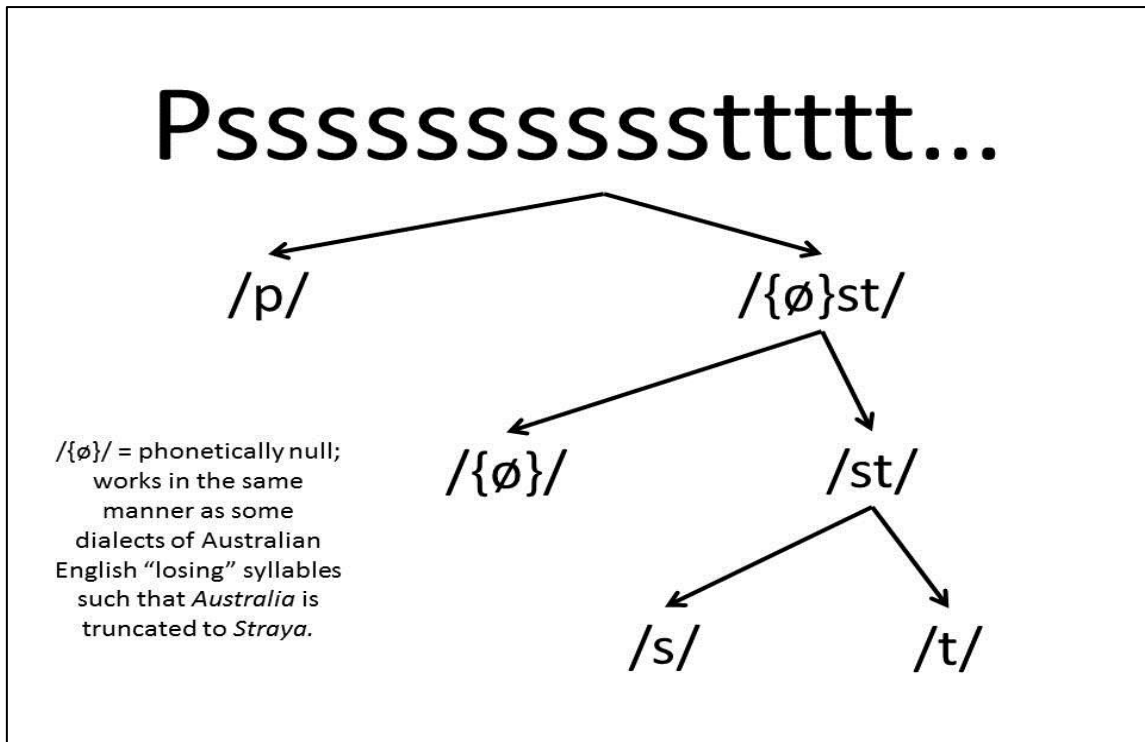 Psssssssssssttttt...
/p/
/{ø}st/
/{ø}/ = phonetically null;
works in the same
manner as some
dialects of Australian
English “losing” syllables
such that Australia is
truncated to Straya.
/{ø}/
/st/
/s/
/t/